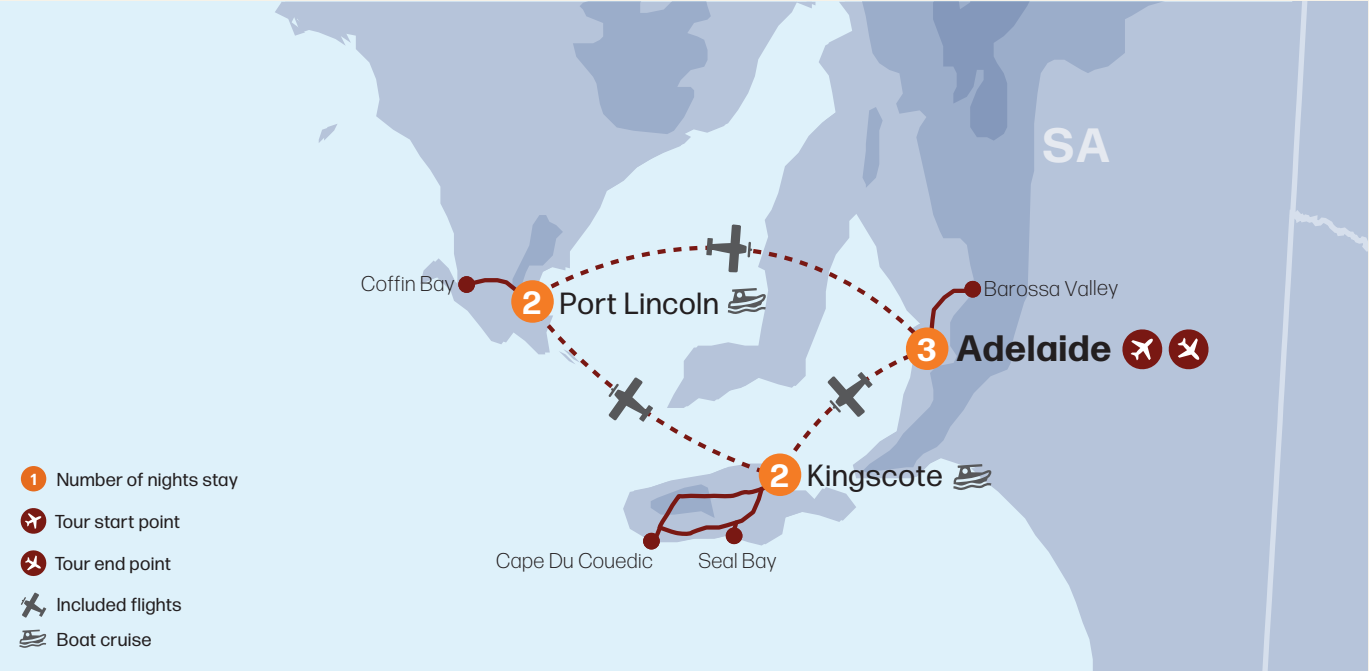 SA
Coffin Bay
2
Port Lincoln
Barossa Valley
3
Adelaide
2
Kingscote
Cape Du Couedic
Seal Bay
1
Number of nights stay
Tour start point
Tour end point
Included flights
Boat cruise